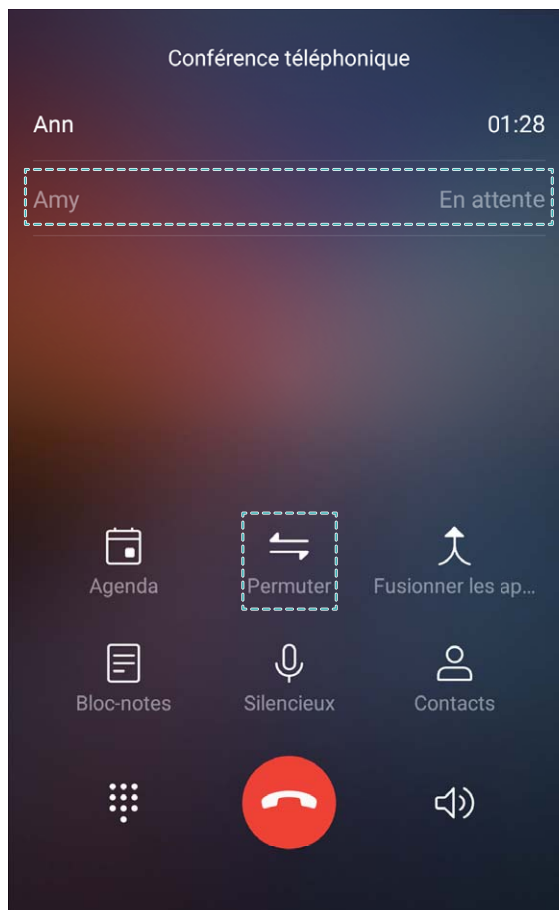 Conférence téléphonique
Ann 01:28
Amy En attente
Agenda Permuter Fusionner les ap...
Bloc-notes Silencieux Contacts